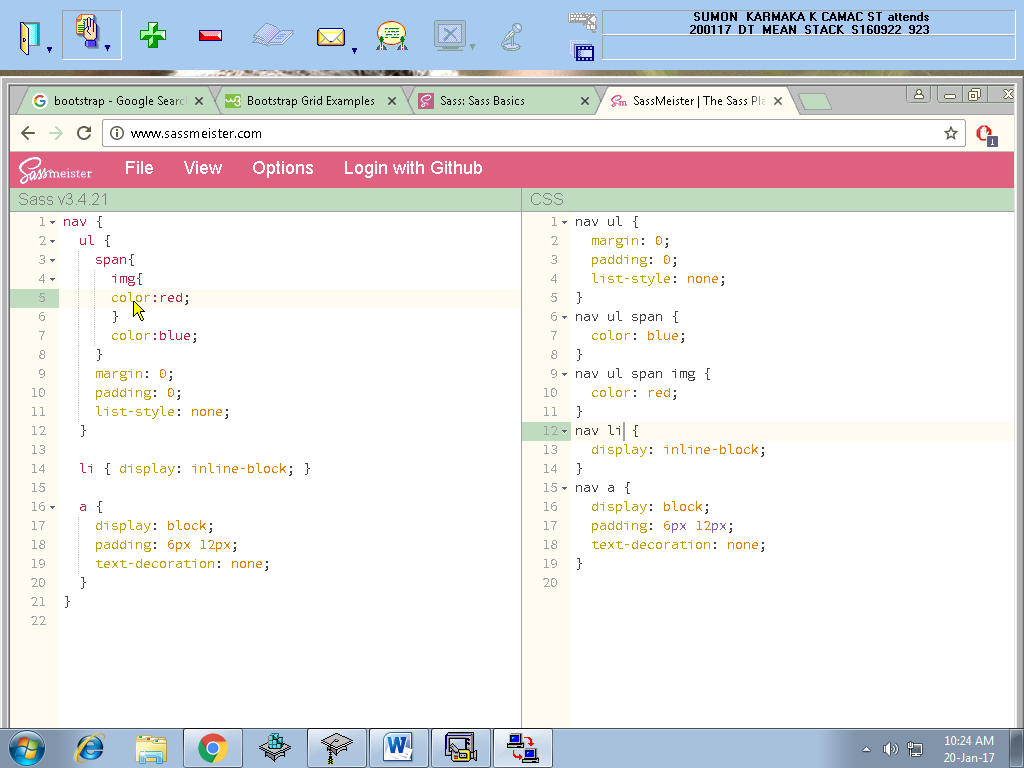 SUMON KARMAKA K CAMAC ST attends
200117 DT MEAN STACK S160922 923
bootstrap - Google Searc
Bootstrap Grid Examples
Sass: Sass Basics
SassMeister | The Sass Pla
www.sassmeister.com
1
Sassmeister
File
View
Options
Login with Github
Sass v3.4.21
1 nav {
2 ul {
3 span{
4 img{
5 color:red;
6 }
7 color:blue;
8 }
9 margin: 0;
10 padding: 0;
11 list-style: none;
12 }
13
14 li { display: inline-block; }
15
16 a {
17 display: block;
18 padding: 6px 12px;
19 text-decoration: none;
20 }
21 }
22
CSS
1 nav ul {
2 margin: 0;
3 padding: 0;
4 list-style: none;
5 }
6 nav ul span {
7 color: blue;
8 }
9 nav ul span img {
10 color: red;
11 }
12 nav li {
13 display: inline-block;
14 }
15 nav a {
16 display: block;
17 padding: 6px 12px;
18 text-decoration: none;
19 }
20
10:24 AM
20-Jan-17